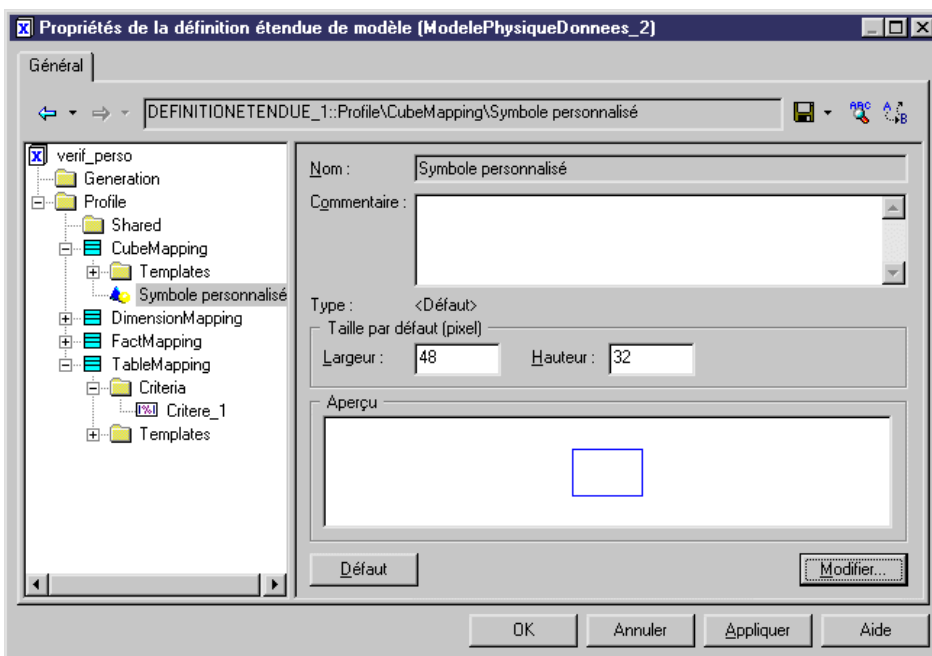 Propriétés de la définition étendue de modèle (ModelePhysiqueDonnees_2)
Général
DEFINITIONETENDUE_1::Profile\CubeMapping\Symbole personnalisé
ABC
A
B
verif_perso
Generation
Profile
Shared
CubeMapping
Templates
Symbole personnalisé
DimensionMapping
FactMapping
TableMapping
Criteria
Critere_1
Templates
Nom : Symbole personnalisé
Commentaire :
Type : <Défaut>
Taille par défaut (pixel)
Largeur : 48 Hauteur : 32
Aperçu
Défaut Modifier...
OK Annuler Appliquer Aide